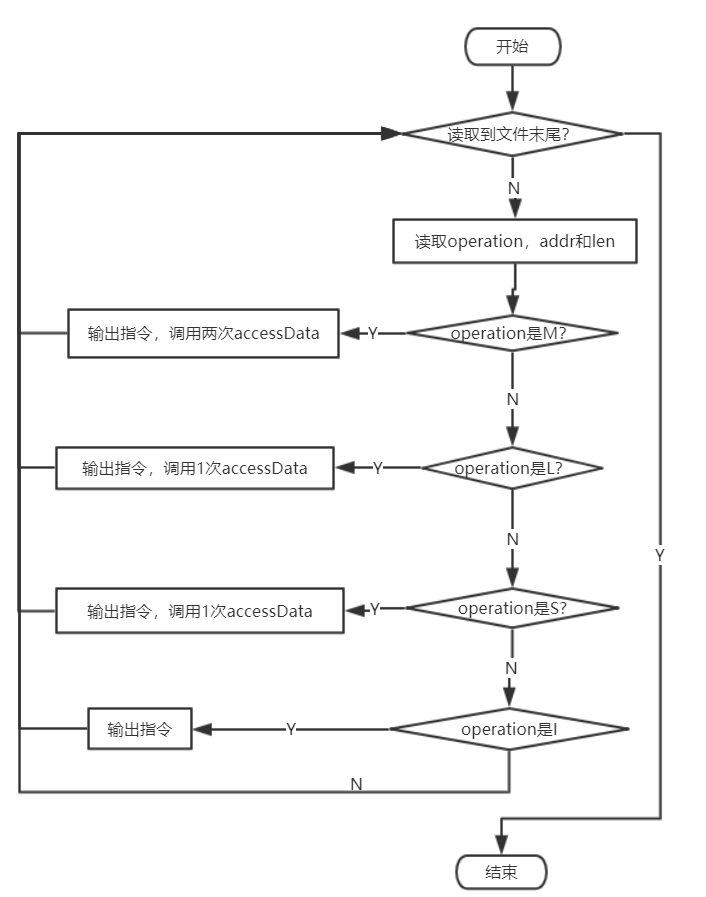 开始
读取到文件末尾?
N
读取operation，addr和len
输出指令，调用两次accessData
Y
operation是M?
N
输出指令，调用1次accessData
Y
operation是L?
N
Y
输出指令，调用1次accessData
Y
operation是S?
N
输出指令
Y
operation是I
N
结束